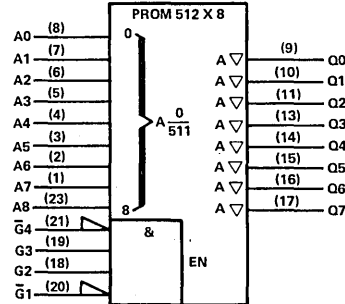 PROM 512 X 8
A0 (8) 0
A1 (7)
A2 (6)
A3 (5)
A4 (4)
A5 (3)
A6 (2)
A7 (1)
A8 (23) 8
A 0/511
G̅4 (21)
G3 (19)
G2 (18)
G̅1 (20)
&
EN
A ▽ (9) Q0
A ▽ (10) Q1
A ▽ (11) Q2
A ▽ (13) Q3
A ▽ (14) Q4
A ▽ (15) Q5
A ▽ (16) Q6
A ▽ (17) Q7